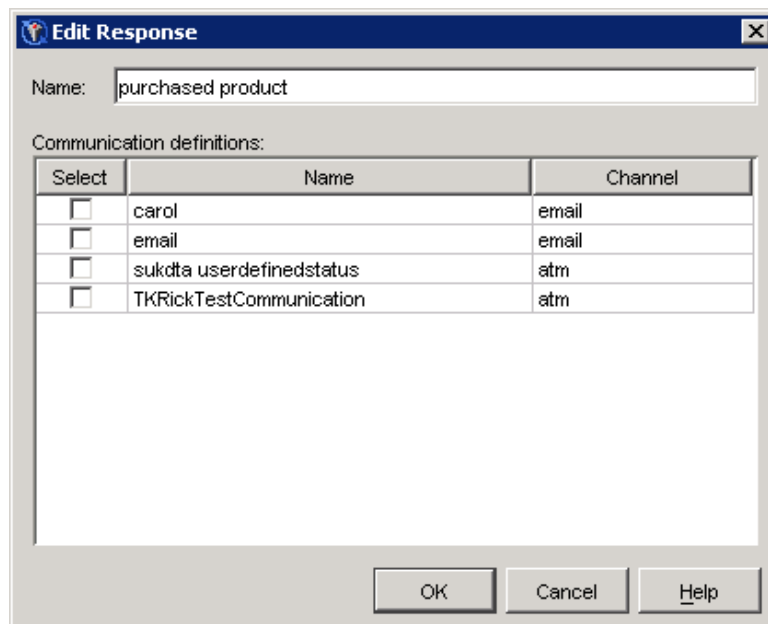 Edit Response
Name: purchased product
Communication definitions:
Select Name Channel
carol email
email email
sukdta userdefinedstatus atm
TKRickTestCommunication atm
OK Cancel Help